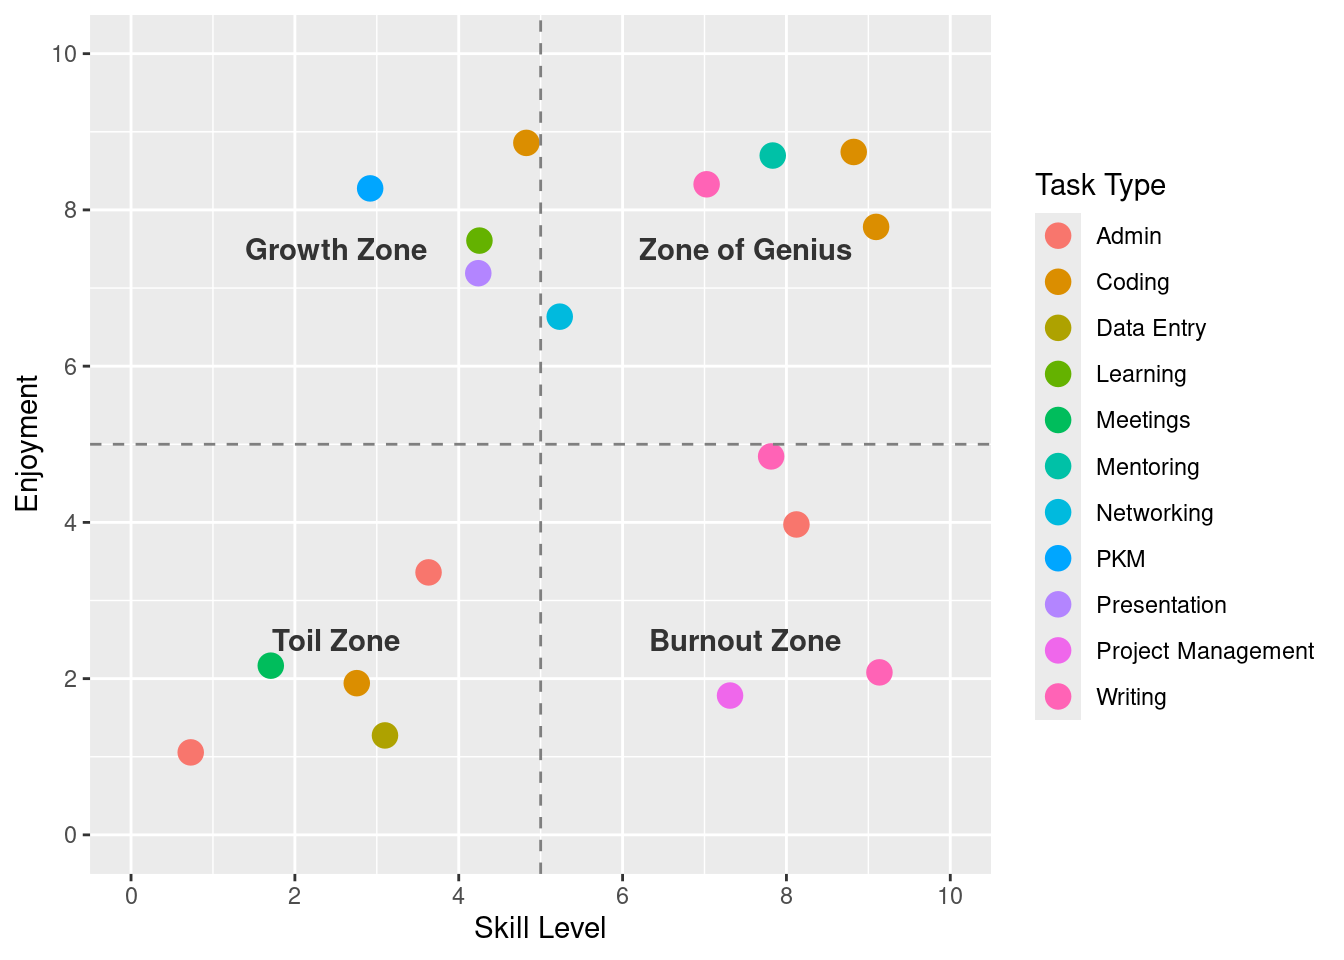 10
8
6
4
2
0
Enjoyment
Growth Zone
Zone of Genius
Toil Zone
Burnout Zone
0 2 4 6 8 10
Skill Level
Task Type
Admin
Coding
Data Entry
Learning
Meetings
Mentoring
Networking
PKM
Presentation
Project Management
Writing